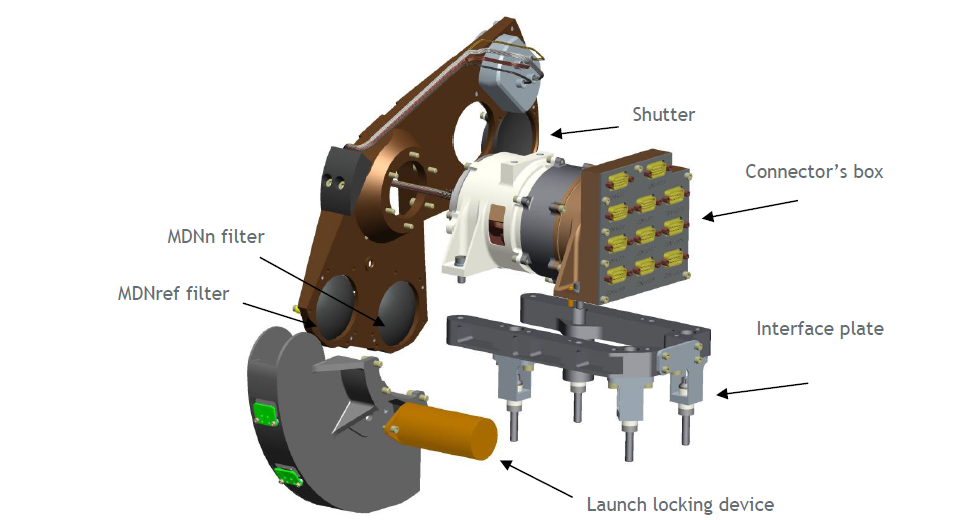 Shutter
Connector’s box
MDNn filter
MDNref filter
Interface plate
Launch locking device